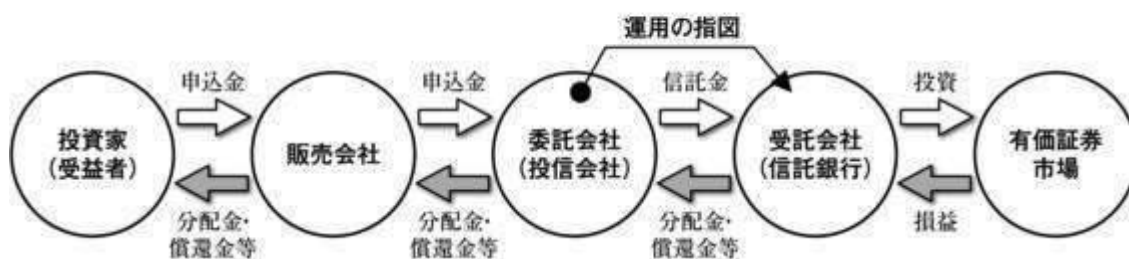 運用の指図
申込金
申込金
信託金
投資
投資家
(受益者)
販売会社
委託会社
(投信会社)
受託会社
(信託銀行)
有価証券
市場
分配金・
償還金等
分配金・
償還金等
分配金・
償還金等
損益